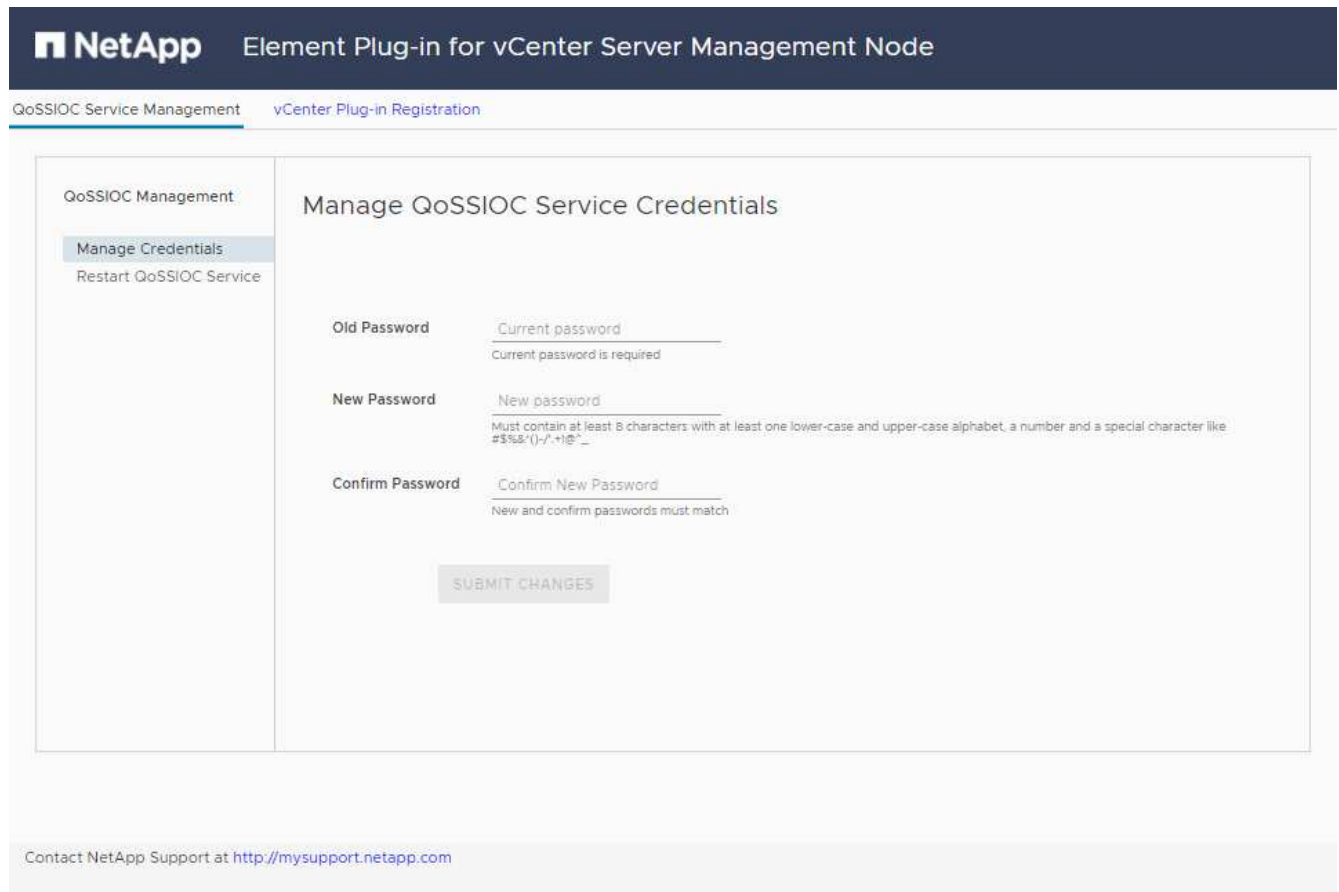 NetApp Element Plug-in for vCenter Server Management Node
QoSSIOC Service Management vCenter Plug-in Registration
QoSSIOC Management
Manage Credentials
Restart QoSSIOC Service
Manage QoSSIOC Service Credentials
Old Password Current password
Current password is required
New Password New password
Must contain at least 8 characters with at least one lower-case and upper-case alphabet, a number and a special character like
#$%&'()-/*.+!@^_
Confirm Password Confirm New Password
New and confirm passwords must match
SUBMIT CHANGES
Contact NetApp Support at http://mysupport.netapp.com